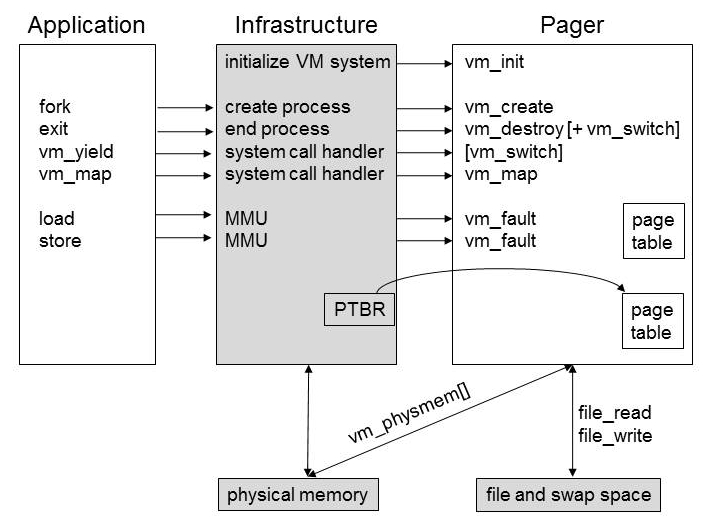 Application Infrastructure Pager
initialize VM system vm_init
fork create process vm_create
exit end process vm_destroy [+ vm_switch]
vm_yield system call handler [vm_switch]
vm_map system call handler vm_map
load MMU vm_fault
store MMU vm_fault
page
table
PTBR
page
table
vm_physmem[]
file_read
file_write
physical memory
file and swap space